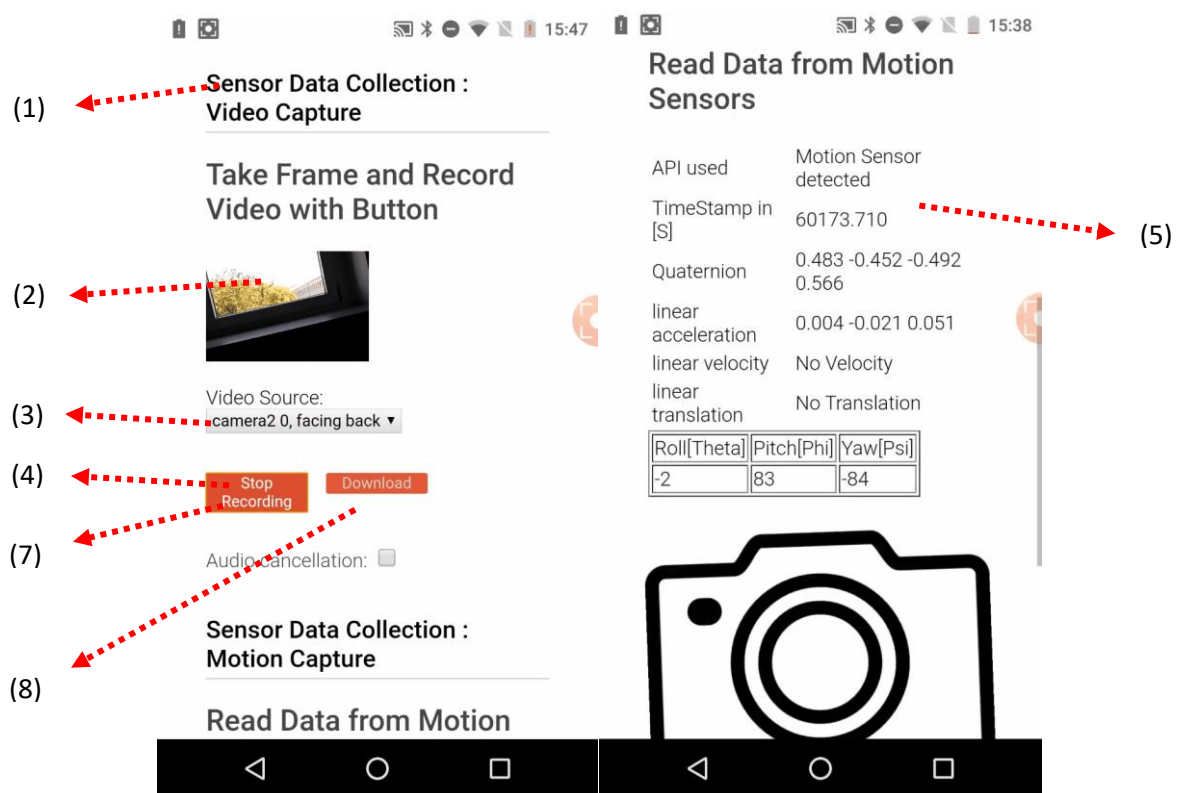 15:47
(1)
Sensor Data Collection :
Video Capture
Take Frame and Record
Video with Button
(2)
Video Source:
(3)
camera2 0, facing back
(4)
Stop
Recording
Download
(7)
Audio cancellation:
Sensor Data Collection :
Motion Capture
(8)
Read Data from Motion
15:38
Read Data from Motion
Sensors
API used
Motion Sensor
detected
TimeStamp in
[S]
60173.710
(5)
Quaternion
0.483 -0.452 -0.492
0.566
linear
acceleration
0.004 -0.021 0.051
linear velocity No Velocity
linear
translation
No Translation
Roll[Theta] Pitch[Phi] Yaw[Psi]
-2 83 -84